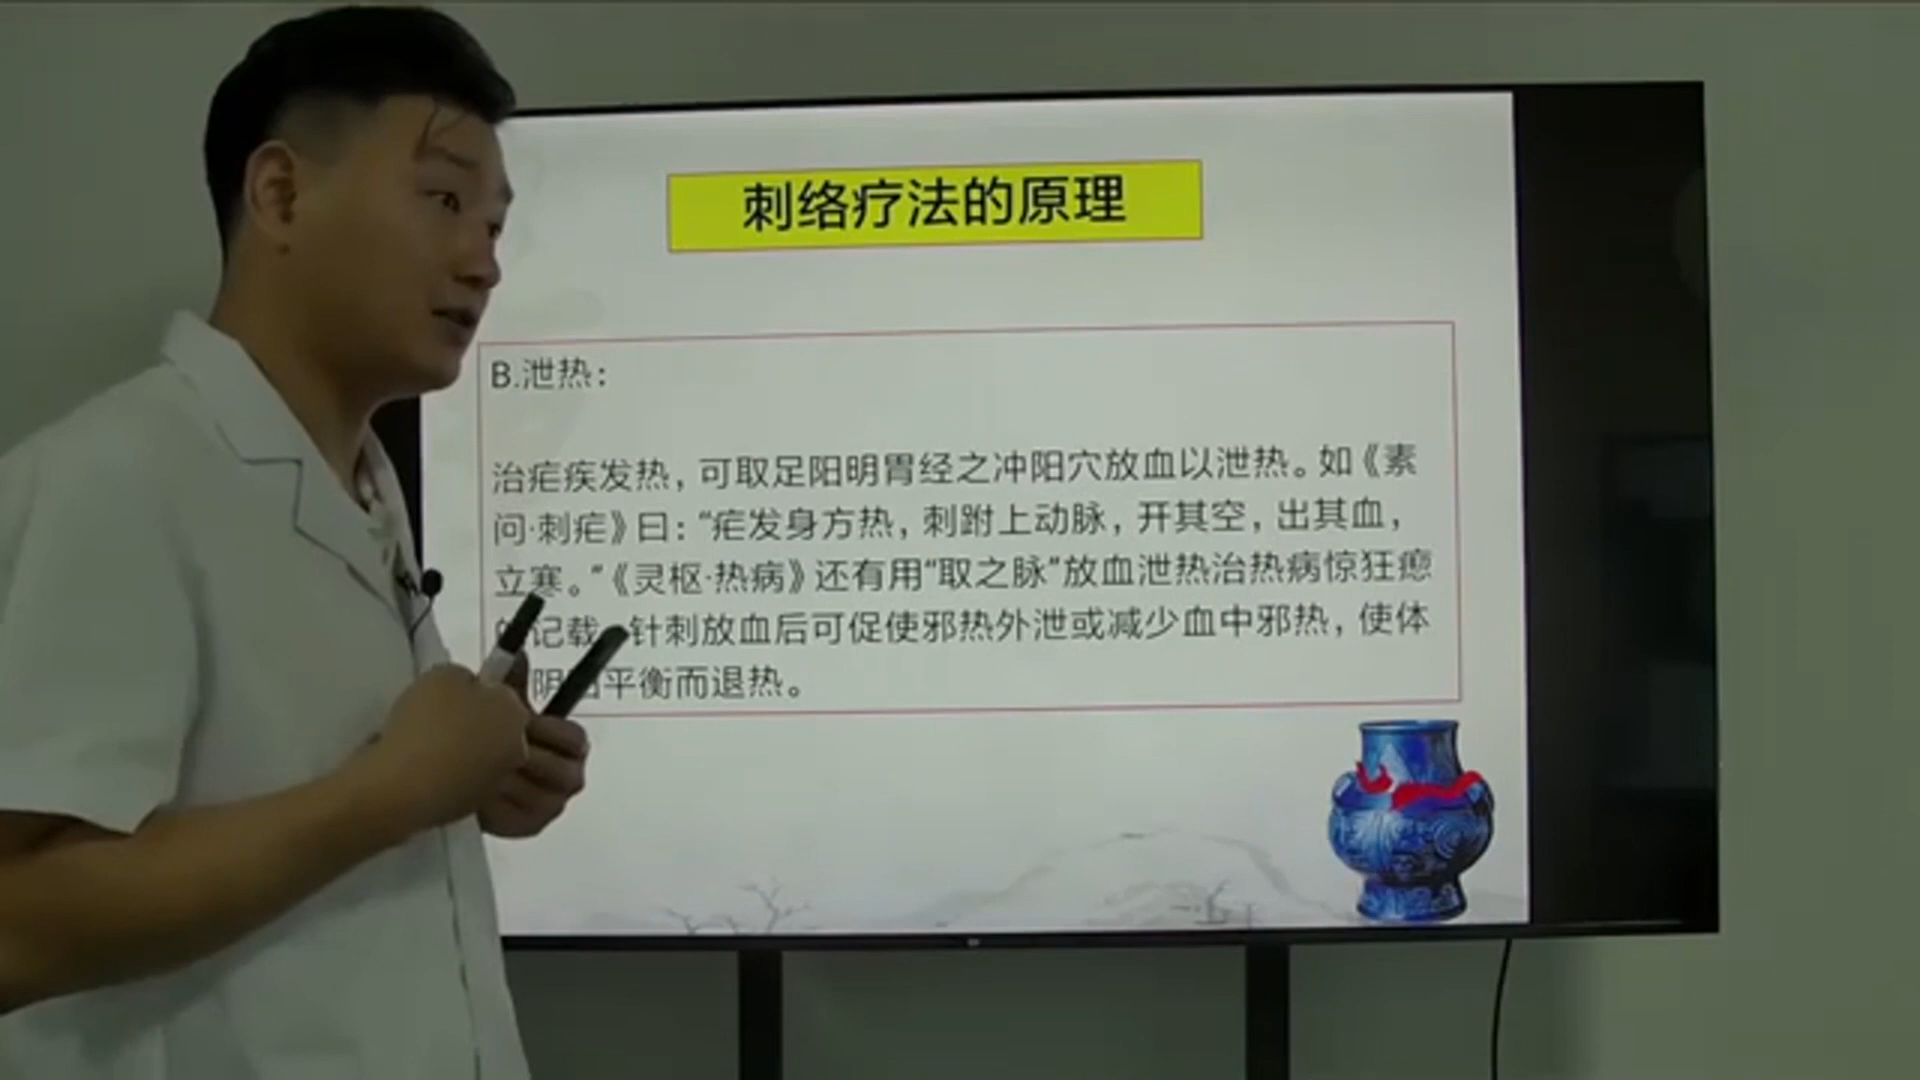 刺络疗法的原理
B.泄热：
治疟疾发热，可取足阳明胃经之冲阳穴放血以泄热。如《素
问·刺疟》曰：“疟发身方热，刺跗上动脉，开其空，出其血，
立寒。”《灵枢·热病》还有用“取之脉”放血泄热治热病惊狂瘛
记载 针刺放血后可促使邪热外泄或减少血中邪热，使体
阴 平衡而退热。